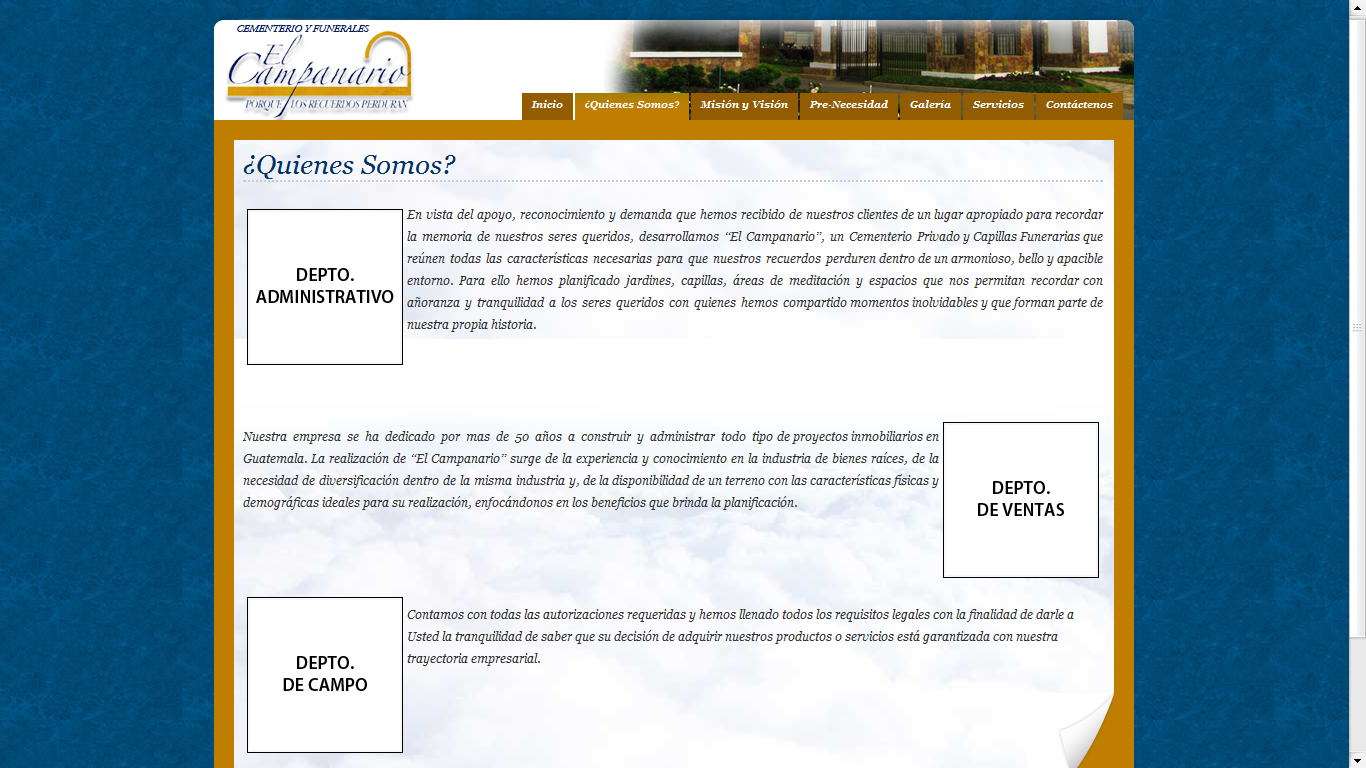 CEMENTERIO Y FUNERALES
El
Campanario
PORQUE LOS RECUERDOS PERDURAN
Inicio
¿Quienes Somos?
Misión y Visión
Pre-Necesidad
Galería
Servicios
Contáctenos
¿Quienes Somos?
DEPTO.
ADMINISTRATIVO
En vista del apoyo, reconocimiento y demanda que hemos recibido de nuestros clientes de un lugar apropiado para recordar
la memoria de nuestros seres queridos, desarrollamos “El Campanario”, un Cementerio Privado y Capillas Funerarias que
reúnen todas las características necesarias para que nuestros recuerdos perduren dentro de un armonioso, bello y apacible
entorno. Para ello hemos planificado jardines, capillas, áreas de meditación y espacios que nos permitan recordar con
añoranza y tranquilidad a los seres queridos con quienes hemos compartido momentos inolvidables y que forman parte de
nuestra propia historia.
Nuestra empresa se ha dedicado por mas de 50 años a construir y administrar todo tipo de proyectos inmobiliarios en
Guatemala. La realización de “El Campanario” surge de la experiencia y conocimiento en la industria de bienes raíces, de la
necesidad de diversificación dentro de la misma industria y, de la disponibilidad de un terreno con las características físicas y
demográficas ideales para su realización, enfocándonos en los beneficios que brinda la planificación.
DEPTO.
DE VENTAS
DEPTO.
DE CAMPO
Contamos con todas las autorizaciones requeridas y hemos llenado todos los requisitos legales con la finalidad de darle a
Usted la tranquilidad de saber que su decisión de adquirir nuestros productos o servicios está garantizada con nuestra
trayectoria empresarial.